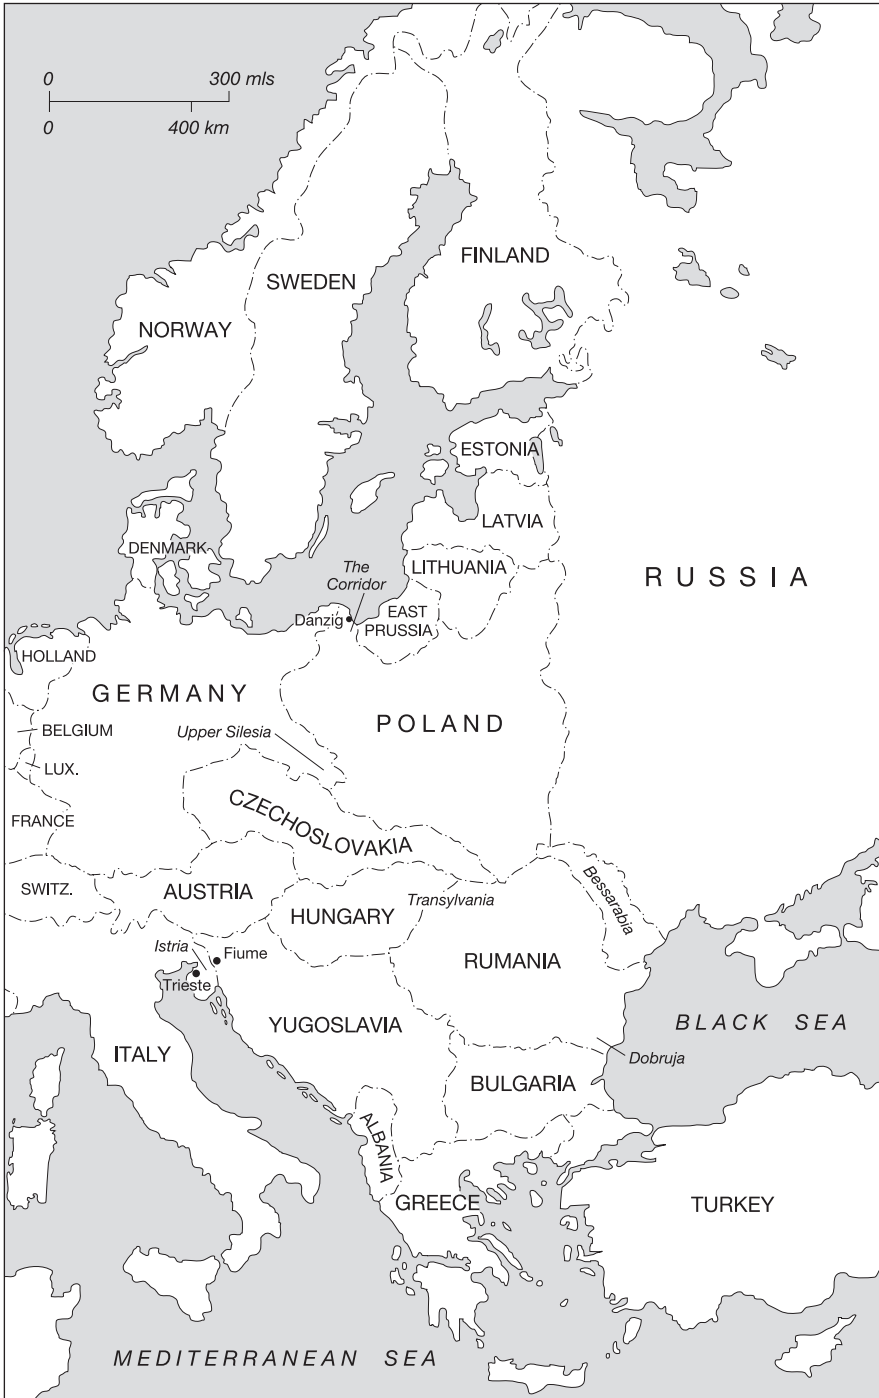 0 300 mls
0 400 km
FINLAND
SWEDEN
NORWAY
ESTONIA
LATVIA
DENMARK
The
Corridor
LITHUANIA
RUSSIA
EAST
PRUSSIA
Danzig
HOLLAND
GERMANY
POLAND
BELGIUM
Upper Silesia
LUX.
CZECHOSLOVAKIA
FRANCE
SWITZ.
AUSTRIA
Transylvania
Bessarabia
HUNGARY
Istria
Fiume
RUMANIA
Trieste
YUGOSLAVIA
BLACK SEA
ITALY
Dobruja
BULGARIA
ALBANIA
GREECE
TURKEY
MEDITERRANEAN SEA